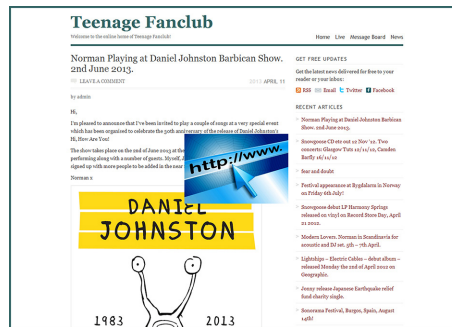 Teenage Fanclub
Welcome to the online home of Teenage Fanclub!
Home Live Message Board News
Norman Playing at Daniel Johnston Barbican Show.
2nd June 2013.
LEAVE A COMMENT
2013 APRIL 11
by admin
Hi,
I'm pleased to announce that I've been invited to play a couple of songs at a very special event
which has been organised to celebrate the 30th anniversary of the release of Daniel Johnston's
Hi, How Are You!
The show takes place on the 2nd of June 2013 at the
performing along with a number of guests. Myself, J
signed up with more people to be added in the near
Norman x
http://www.
DANIEL
JOHNSTON
1983 2013
GET FREE UPDATES
Get the latest news delivered for free to your
reader or your inbox:
RSS Email Twitter Facebook
RECENT ARTICLES
Norman Playing at Daniel Johnston Barbican
Show. 2nd June 2013.
Snowgoose CD ets out 22 Nov '12. Two
concerts: Glasgow Tuts 12/11/12, Camden
Barfly 16/11/12
fear and doubt
Festival appearance at Bygdalarm in Norway
on Friday 6th July!
Snowgoose debut LP Harmony Springs
released on vinyl on Record Store Day, April
21 2012.
Modern Lovers. Norman in Scandinavia for
acoustic and DJ set. 5th – 7th April.
Lightships – Electric Cables – debut album –
released Monday the 2nd of April 2012 on
Geographic.
Jonny release Japanese Earthquake relief
fund charity single.
Sonorama Festival, Burgos, Spain, August
14th!